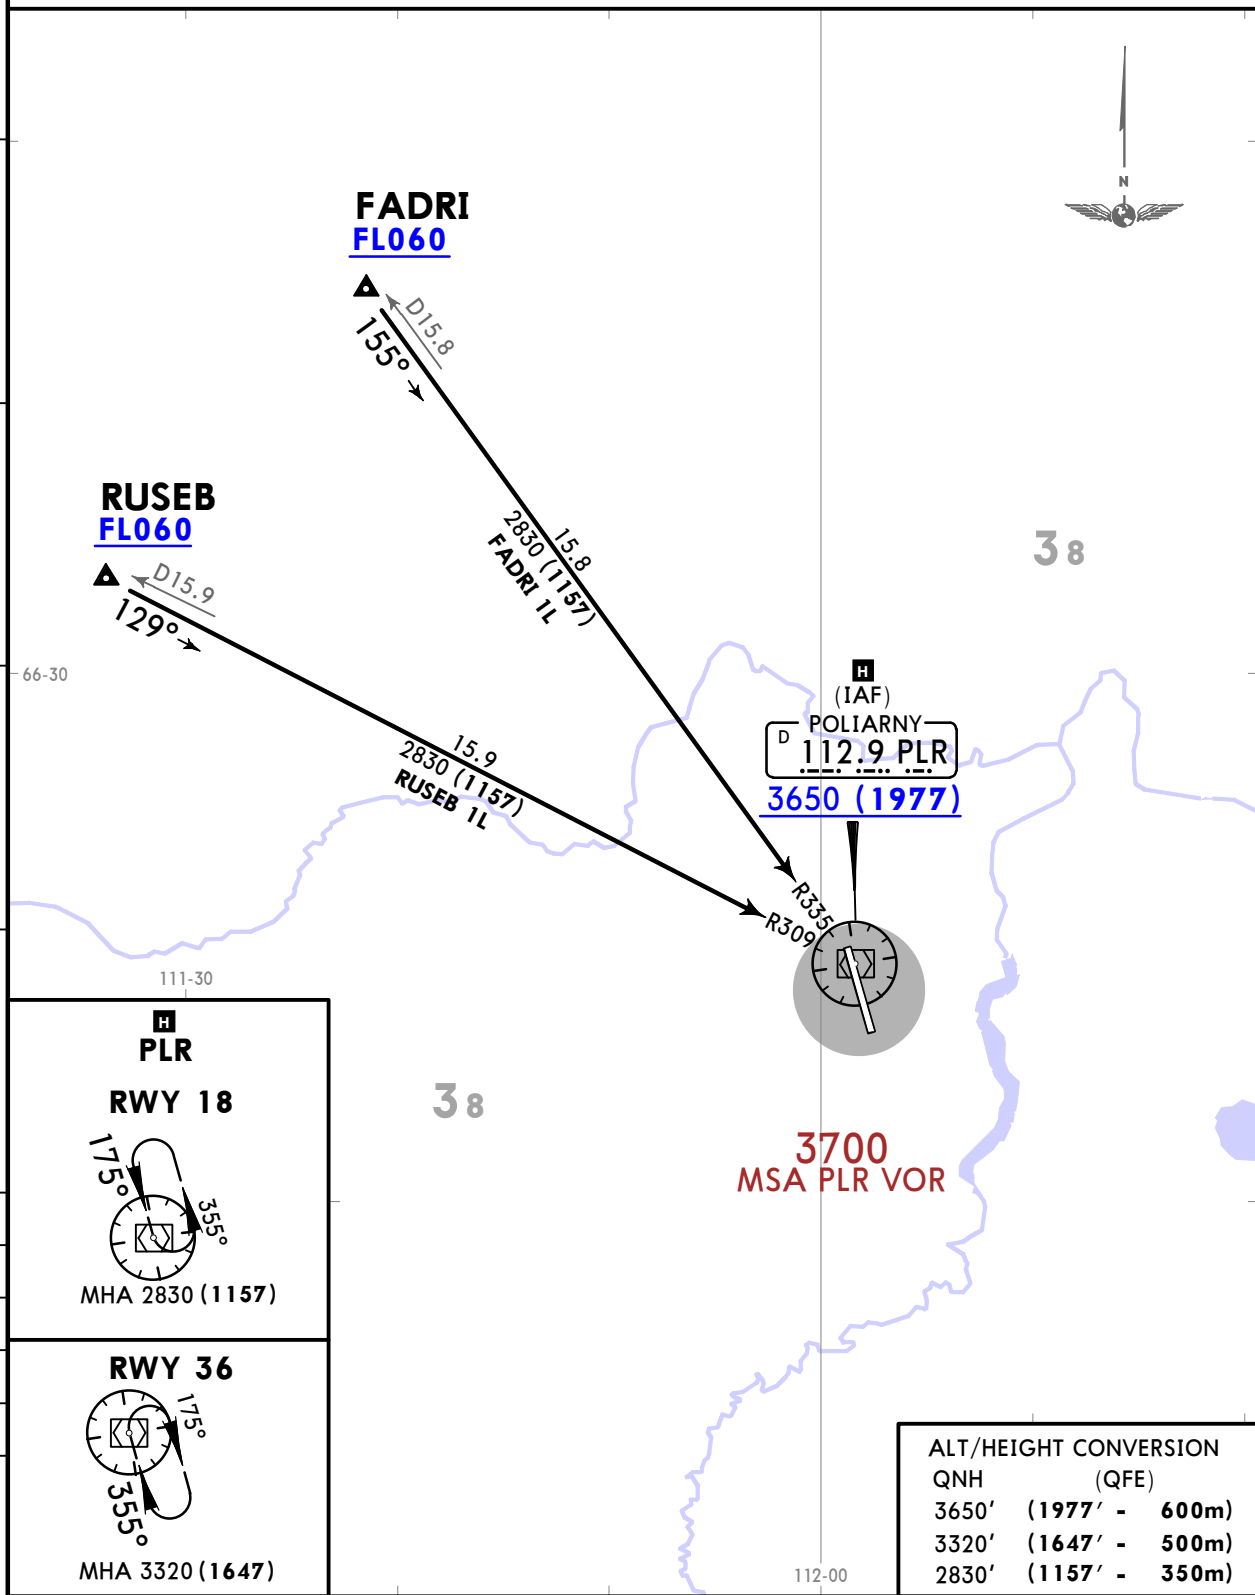 N
FADRI
FL060
D15.8
155°
15.8
2830 (1157)
FADRI 1L
RUSEB
FL060
D15.9
129°
15.9
2830 (1157)
RUSEB 1L
38
66-30
H
(IAF)
POLIARNY
D 112.9 PLR
3650 (1977)
R335
R309
111-30
38
3700
MSA PLR VOR
H
PLR
RWY 18
175°
355°
MHA 2830 (1157)
RWY 36
175°
355°
MHA 3320 (1647)
112-00
ALT/HEIGHT CONVERSION
QNH (QFE)
3650' (1977' - 600m)
3320' (1647' - 500m)
2830' (1157' - 350m)